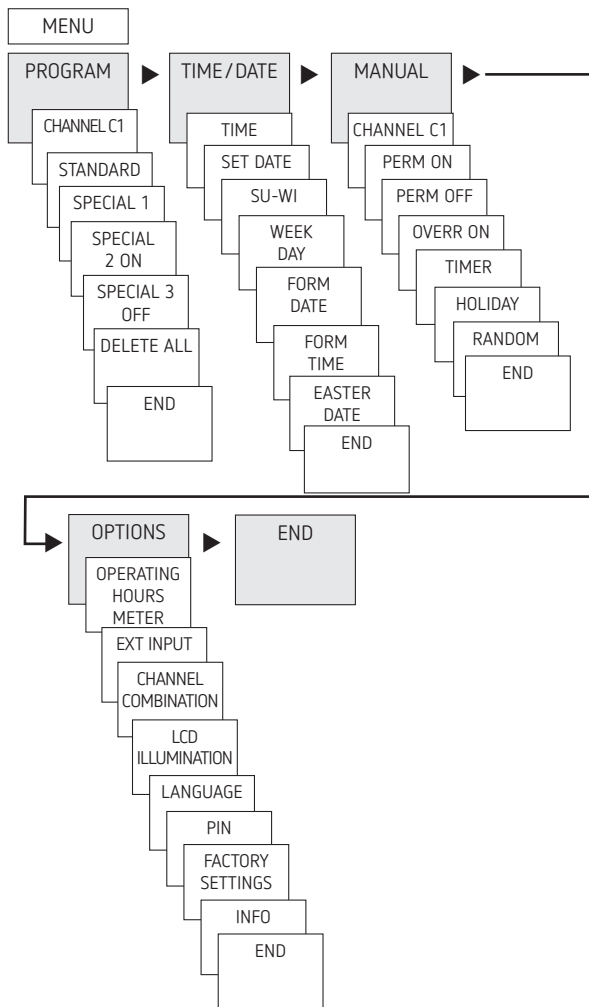 MENU
PROGRAM
CHANNEL C1
STANDARD
SPECIAL 1
SPECIAL
2 ON
SPECIAL 3
OFF
DELETE ALL
END
TIME/DATE
TIME
SET DATE
SU-WI
WEEK
DAY
FORM
DATE
FORM
TIME
EASTER
DATE
END
MANUAL
CHANNEL C1
PERM ON
PERM OFF
OVERR ON
TIMER
HOLIDAY
RANDOM
END
OPTIONS
OPERATING
HOURS
METER
EXT INPUT
CHANNEL
COMBINATION
LCD
ILLUMINATION
LANGUAGE
PIN
FACTORY
SETTINGS
INFO
END
END